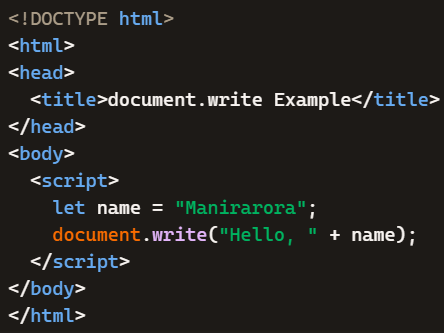 <!DOCTYPE html>
<html>
<head>
  <title>document.write Example</title>
</head>
<body>
  <script>
    let name = "Manirarora";
    document.write("Hello, " + name);
  </script>
</body>
</html>